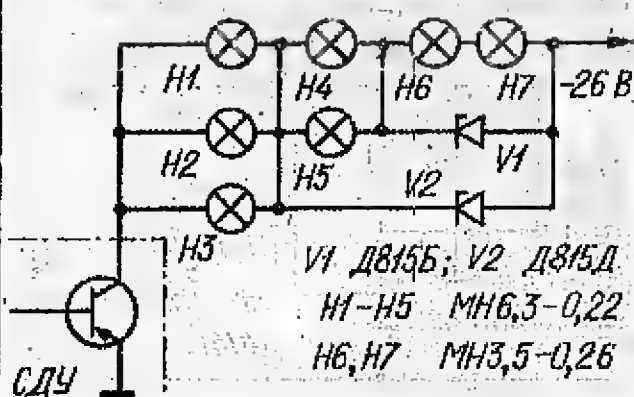 H1 H4 H6 H7 -26 В
H2 H5 V2 V1
H3
V1 Д815Б; V2 Д815Д
H1-H5 МН6,3-0,22
H6, H7 МН3,5-0,26
СДУ